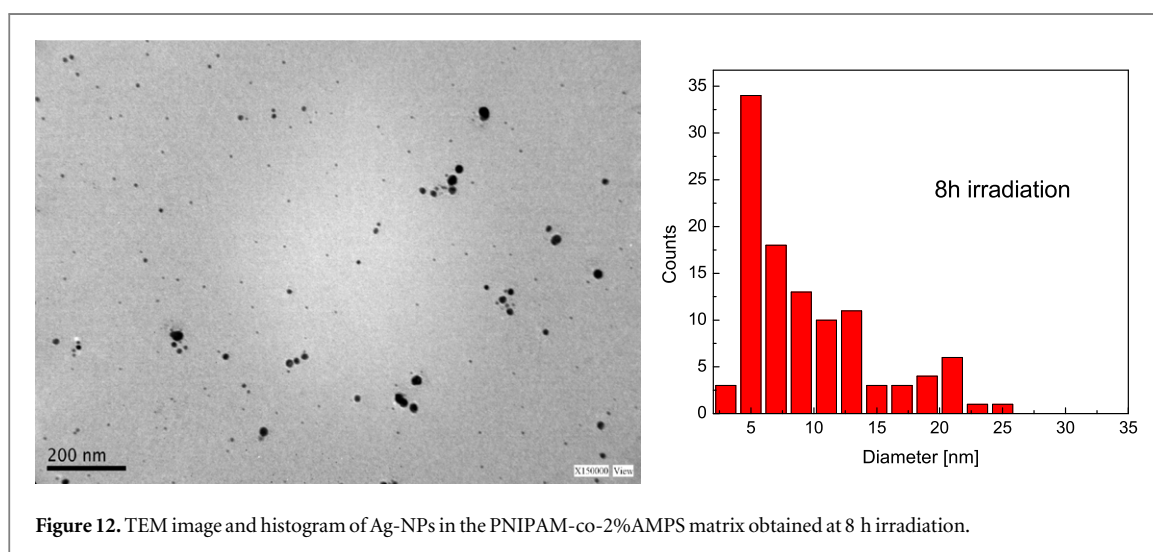 200 nm
X150000 View
35
30
25
20
15
10
5
0
Counts
8h irradiation
5 10 15 20 25 30 35
Diameter [nm]
Figure 12. TEM image and histogram of Ag-NPs in the PNIPAM-co-2%AMPS matrix obtained at 8 h irradiation.